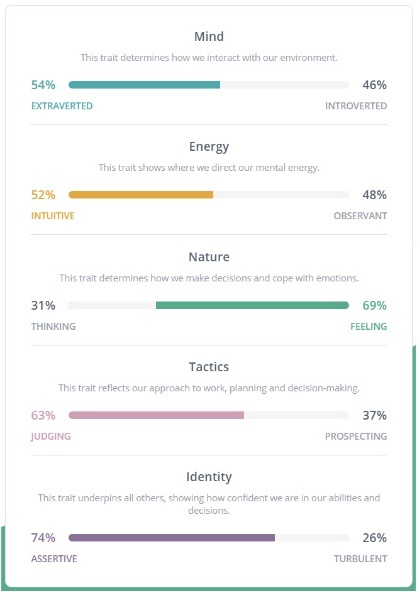 Mind
This trait determines how we interact with our environment.
54% 46%
EXTRAVERTED INTROVERTED
Energy
This trait shows where we direct our mental energy.
52% 48%
INTUITIVE OBSERVANT
Nature
This trait determines how we make decisions and cope with emotions.
31% 69%
THINKING FEELING
Tactics
This trait reflects our approach to work, planning and decision-making.
63% 37%
JUDGING PROSPECTING
Identity
This trait underpins all others, showing how confident we are in our abilities and
decisions.
74% 26%
ASSERTIVE TURBULENT